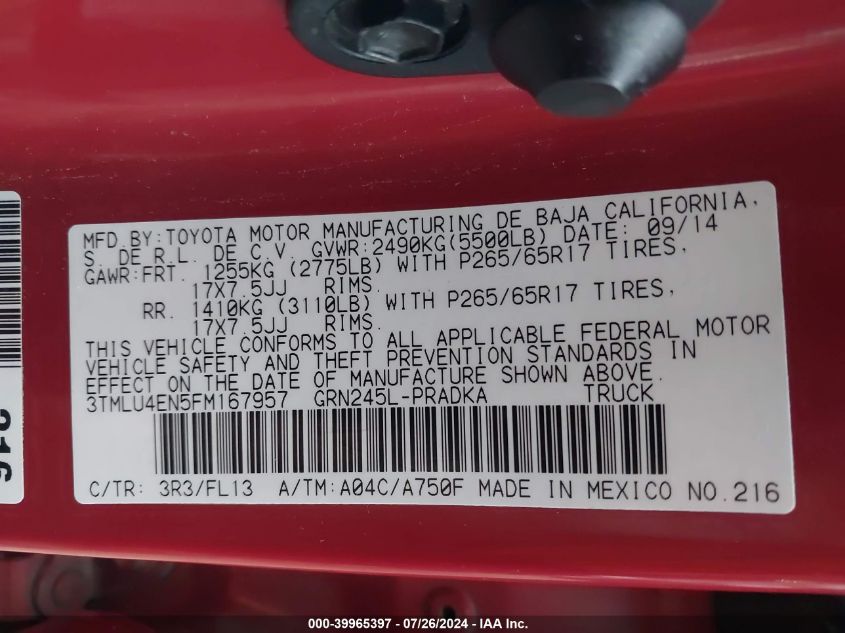 MFD.BY:TOYOTA MOTOR MANUFACTURING DE BAJA CALIFORNIA,
S. DE R.L. DE C.V. GVWR:2490KG(5500LB) DATE: 09/14
GAWR:FRT. 1255KG (2775LB) WITH P265/65R17 TIRES,
17X7.5JJ RIMS.
RR. 1410KG (3110LB) WITH P265/65R17 TIRES,
17X7.5JJ RIMS.
THIS VEHICLE CONFORMS TO ALL APPLICABLE FEDERAL MOTOR
VEHICLE SAFETY AND THEFT PREVENTION STANDARDS IN
EFFECT ON THE DATE OF MANUFACTURE SHOWN ABOVE.
3TMLU4EN5FM167957 GRN245L-PRADKA TRUCK
C/TR: 3R3/FL13 A/TM:A04C/A750F MADE IN MEXICO NO.216
216
000-39965397 - 07/26/2024 - IAA Inc.